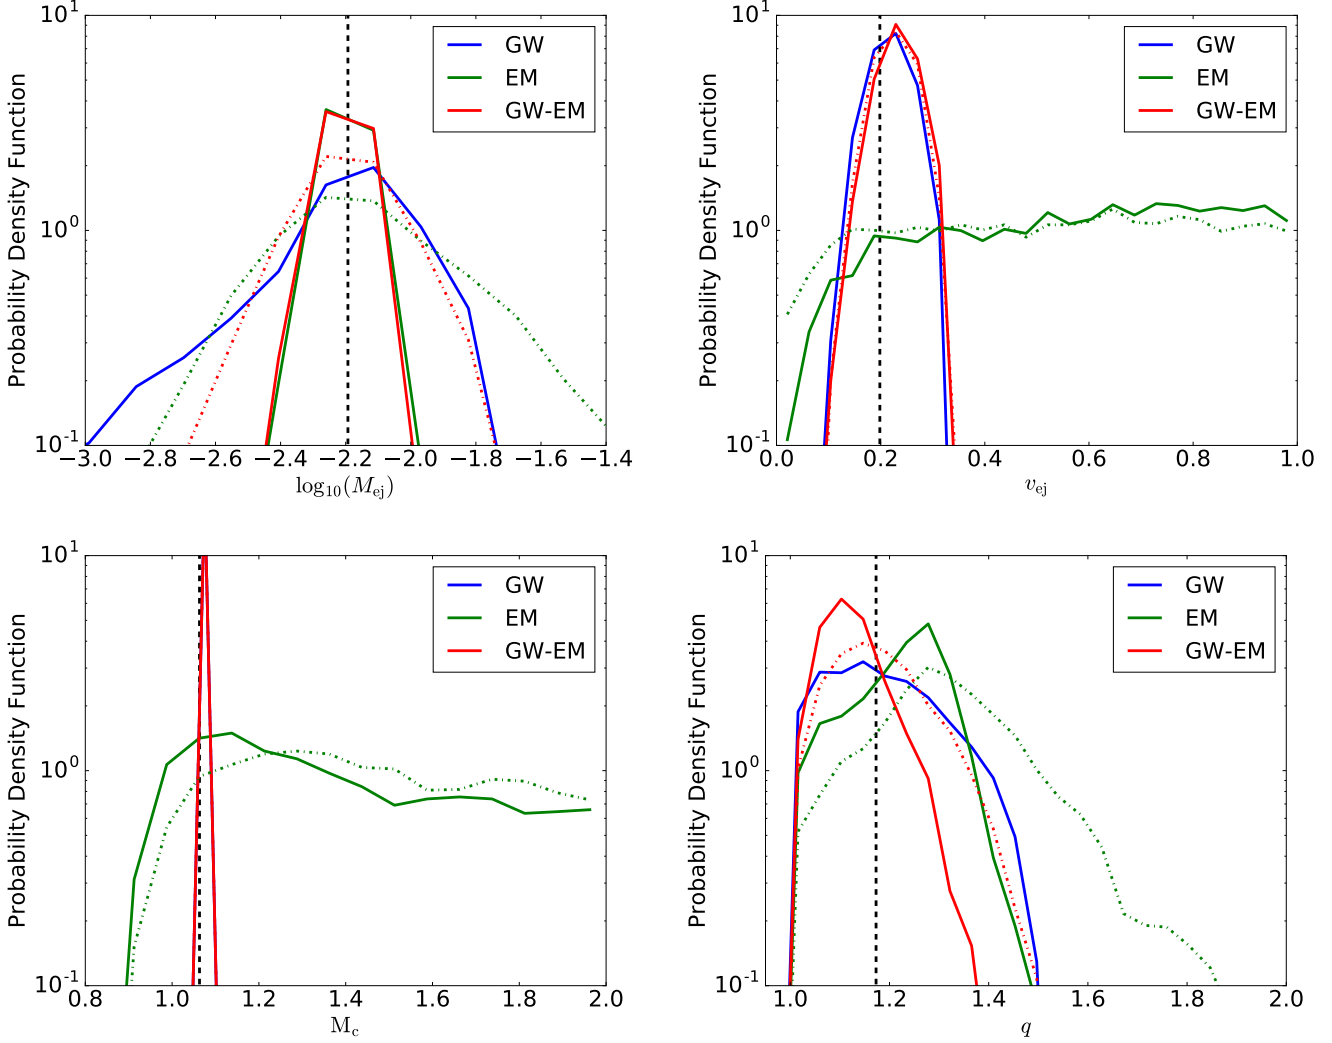 Probability Density Function
10^1
10^0
10^-1
GW
EM
GW-EM
−3.0 −2.8 −2.6 −2.4 −2.2 −2.0 −1.8 −1.6 −1.4
log_10(M_ej)
Probability Density Function
10^1
10^0
10^-1
GW
EM
GW-EM
0.0 0.2 0.4 0.6 0.8 1.0
v_ej
Probability Density Function
10^1
10^0
10^-1
GW
EM
GW-EM
0.8 1.0 1.2 1.4 1.6 1.8 2.0
M_c
Probability Density Function
10^1
10^0
10^-1
GW
EM
GW-EM
1.0 1.2 1.4 1.6 1.8 2.0
q